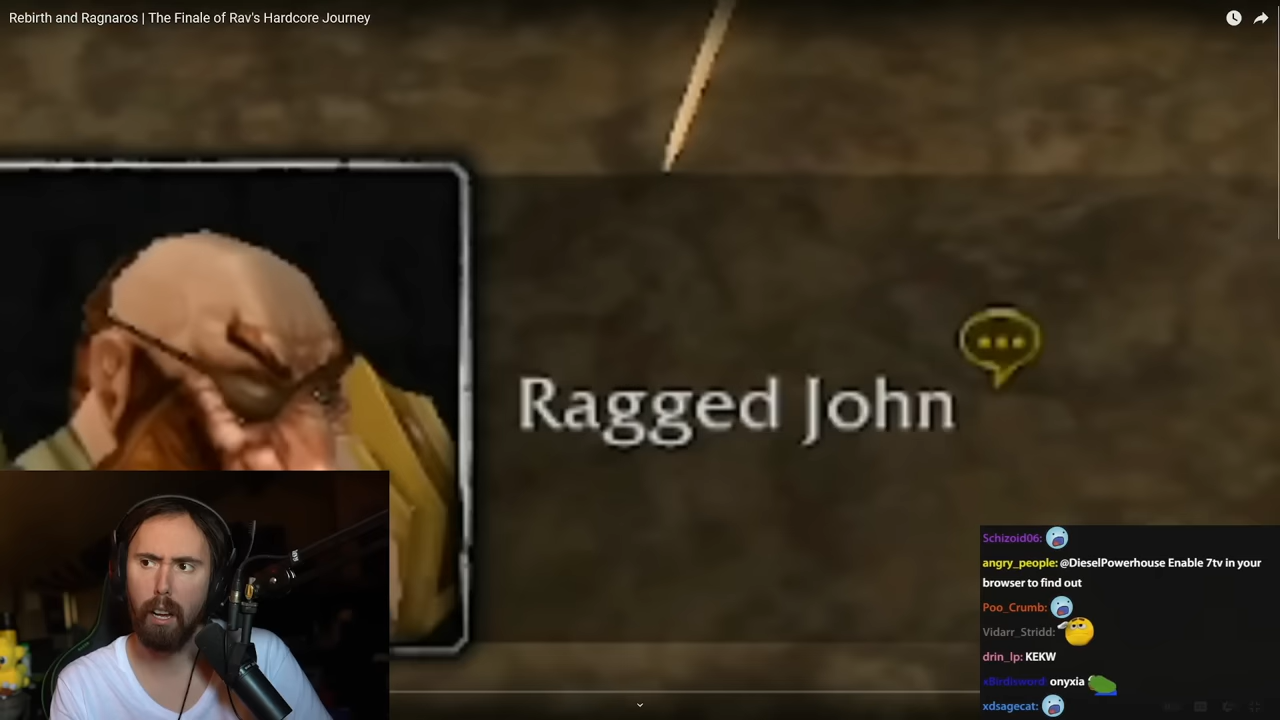 Rebirth and Ragnaros | The Finale of Rav's Hardcore Journey
Ragged John
Schizoid06:
angry_people: @DieselPowerhouse Enable 7tv in your
browser to find out
Poo_Crumb:
Vidarr_Stridd:
drin_lp: KEKW
xBirdisword: onyxia
xdsagecat: